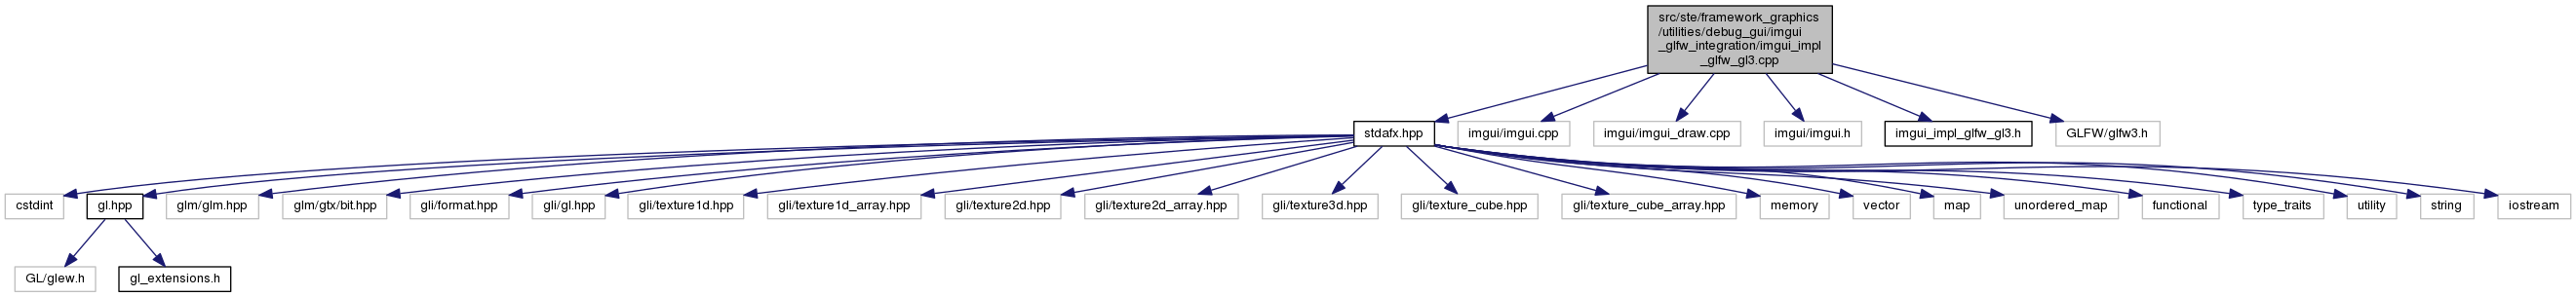 src/ste/framework_graphics
/utilities/debug_gui/imgui
_glfw_integration/imgui_impl
_glfw_gl3.cpp
stdafx.hpp
imgui/imgui.cpp
imgui/imgui_draw.cpp
imgui/imgui.h
imgui_impl_glfw_gl3.h
GLFW/glfw3.h
cstdint
gl.hpp
glm/glm.hpp
glm/gtx/bit.hpp
gli/format.hpp
gli/gl.hpp
gli/texture1d.hpp
gli/texture1d_array.hpp
gli/texture2d.hpp
gli/texture2d_array.hpp
gli/texture3d.hpp
gli/texture_cube.hpp
gli/texture_cube_array.hpp
memory
vector
map
unordered_map
functional
type_traits
utility
string
iostream
GL/glew.h
gl_extensions.h